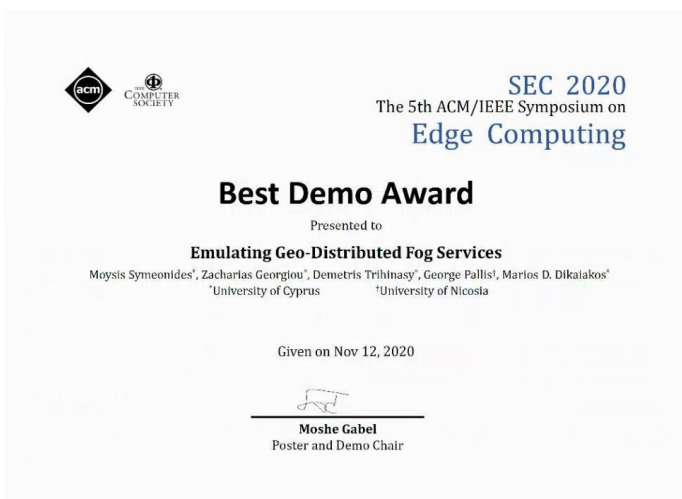 acm
IEEE
COMPUTER
SOCIETY
SEC 2020
The 5th ACM/IEEE Symposium on
Edge Computing
Best Demo Award
Presented to
Emulating Geo-Distributed Fog Services
Moysis Symeonides*, Zacharias Georgiou*, Demetris Trihinasy*, George Pallis†, Marios D. Dikaiakos*
*University of Cyprus †University of Nicosia
Given on Nov 12, 2020
Moshe Gabel
Poster and Demo Chair